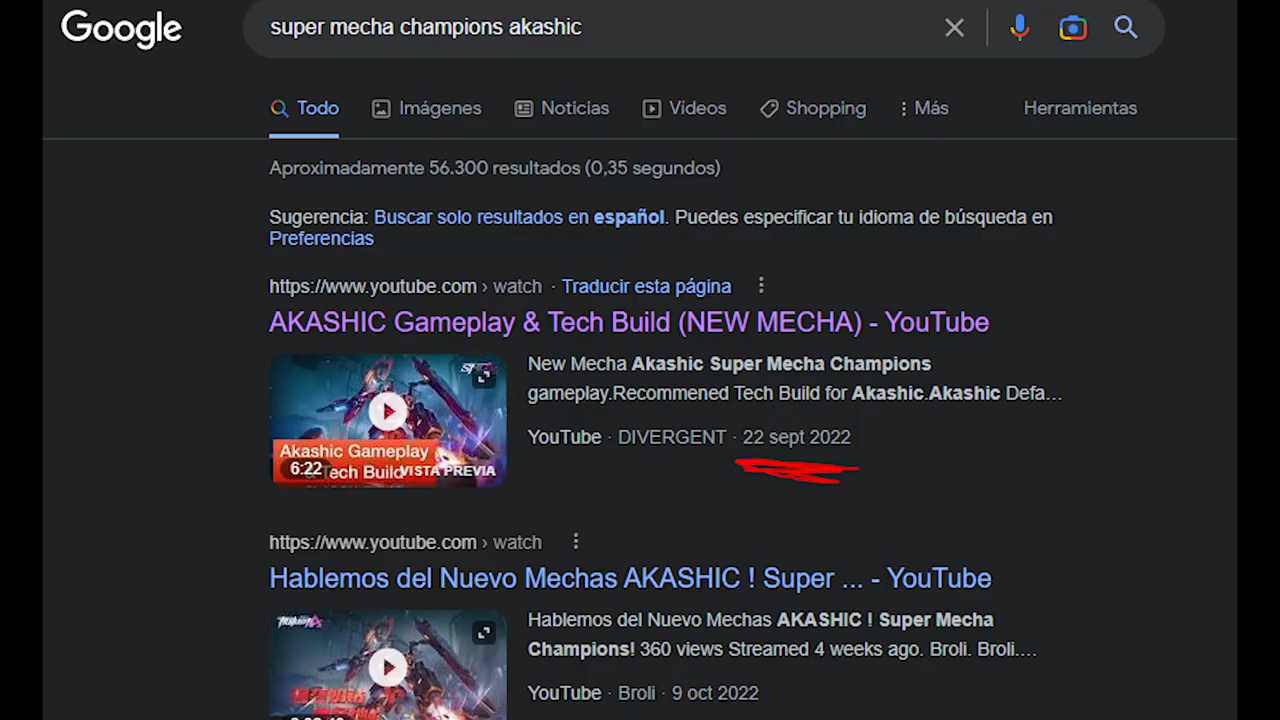 Google
super mecha champions akashic
Todo
Imágenes
Noticias
Vídeos
Shopping
Más
Herramientas
Aproximadamente 56.300 resultados (0,35 segundos)
Sugerencia: Buscar solo resultados en español. Puedes especificar tu idioma de búsqueda en
Preferencias
https://www.youtube.com › watch · Traducir esta página
AKASHIC Gameplay & Tech Build (NEW MECHA) - YouTube
New Mecha Akashic Super Mecha Champions
gameplay.Recommened Tech Build for Akashic.Akashic Defa...
YouTube · DIVERGENT · 22 sept 2022
Akashic Gameplay
& Tech Build
6:22
VISTA PREVIA
https://www.youtube.com › watch
Hablemos del Nuevo Mechas AKASHIC ! Super ... - YouTube
Hablemos del Nuevo Mechas AKASHIC ! Super Mecha
Champions! 360 views Streamed 4 weeks ago. Broli. Broli....
YouTube · Broli · 9 oct 2022